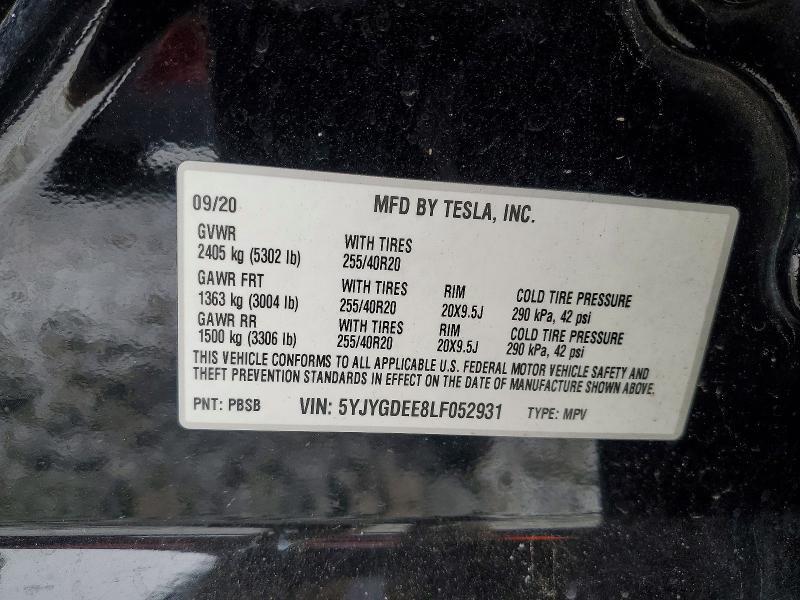 09/20 MFD BY TESLA, INC.
GVWR
2405 kg (5302 lb) WITH TIRES 255/40R20
GAWR FRT
1363 kg (3004 lb) WITH TIRES 255/40R20 RIM 20X9.5J COLD TIRE PRESSURE 290 kPa, 42 psi
GAWR RR
1500 kg (3306 lb) WITH TIRES 255/40R20 RIM 20X9.5J COLD TIRE PRESSURE 290 kPa, 42 psi
THIS VEHICLE CONFORMS TO ALL APPLICABLE U.S. FEDERAL MOTOR VEHICLE SAFETY AND
THEFT PREVENTION STANDARDS IN EFFECT ON THE DATE OF MANUFACTURE SHOWN ABOVE.
PNT: PBSB VIN: 5YJYGDEE8LF052931 TYPE: MPV